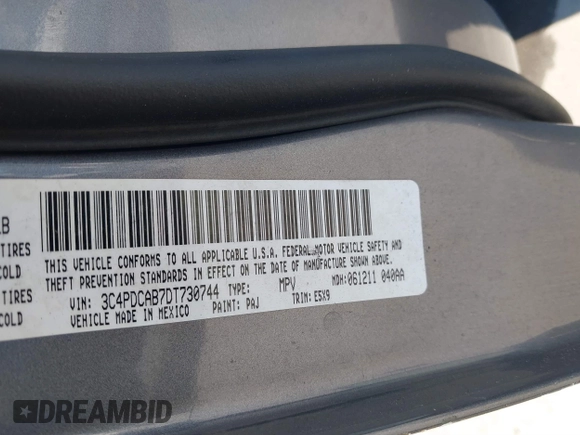 LB
TIRES
COLD
TIRES
COLD
THIS VEHICLE CONFORMS TO ALL APPLICABLE U.S.A. FEDERAL MOTOR VEHICLE SAFETY AND
THEFT PREVENTION STANDARDS IN EFFECT ON THE DATE OF MANUFACTURE SHOWN ABOVE.
VIN: 3C4PDCAB7DT730744 TYPE: MPV MDH: 061211 040AA
VEHICLE MADE IN MEXICO PAINT: PAJ TRIM: E5X9
DREAMBID